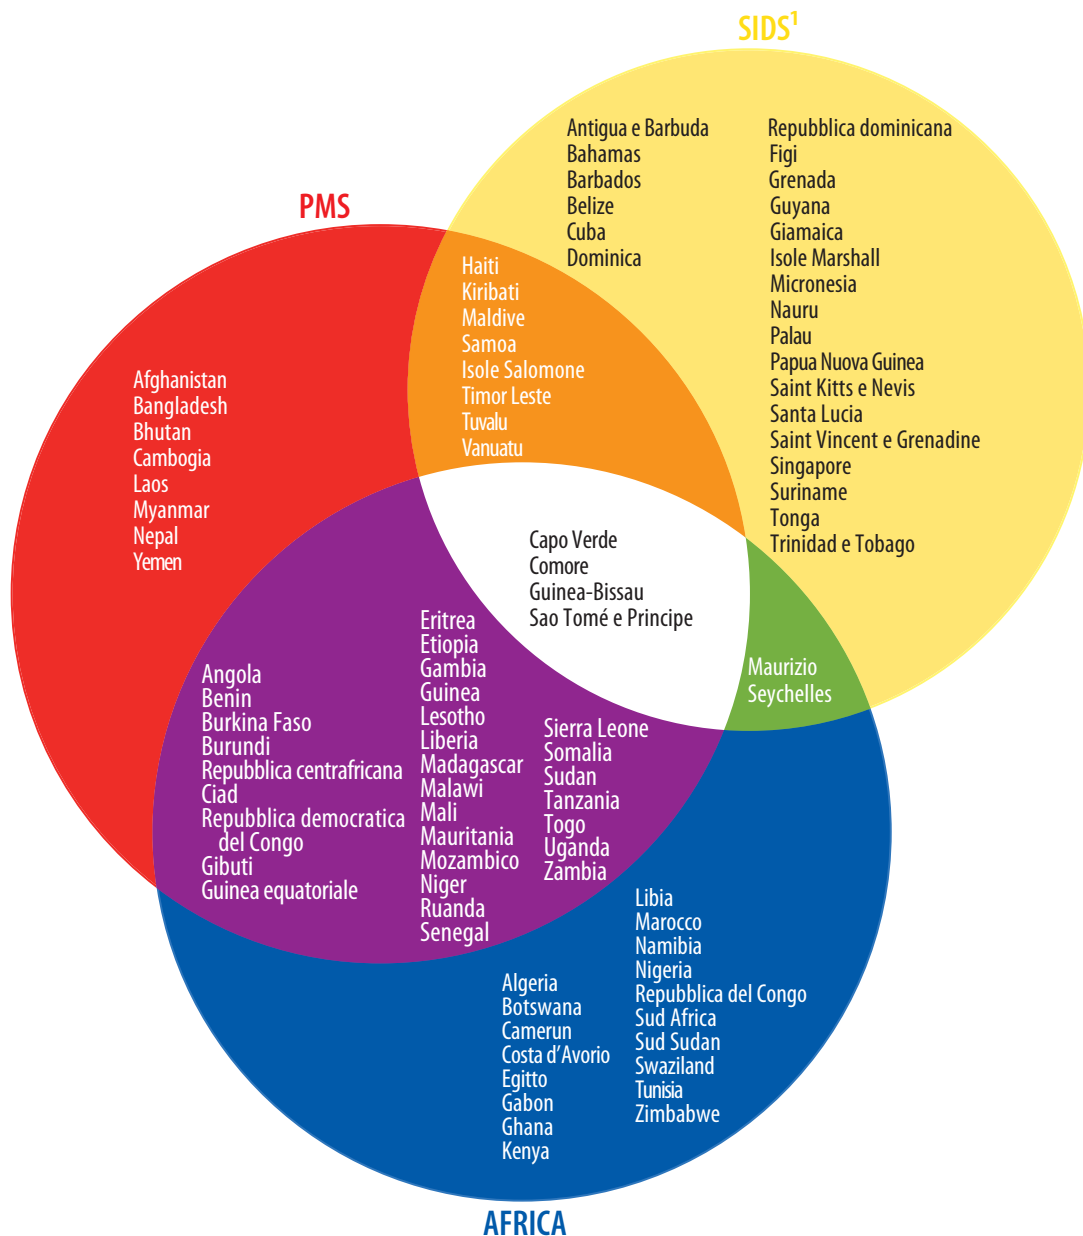 SIDS¹
Antigua e Barbuda
Bahamas
Barbados
Belize
Cuba
Dominica
Repubblica dominicana
Figi
Grenada
Guyana
Giamaica
Isole Marshall
Micronesia
Nauru
Palau
Papua Nuova Guinea
Saint Kitts e Nevis
Santa Lucia
Saint Vincent e Grenadine
Singapore
Suriname
Tonga
Trinidad e Tobago
PMS
Haiti
Kiribati
Maldive
Samoa
Isole Salomone
Timor Leste
Tuvalu
Vanuatu
Afghanistan
Bangladesh
Bhutan
Cambogia
Laos
Myanmar
Nepal
Yemen
Capo Verde
Comore
Guinea-Bissau
Sao Tomé e Principe
Maurizio
Seychelles
Angola
Benin
Burkina Faso
Burundi
Repubblica centrafricana
Ciad
Repubblica democratica
del Congo
Gibuti
Guinea equatoriale
Eritrea
Etiopia
Gambia
Guinea
Lesotho
Liberia
Madagascar
Malawi
Mali
Mauritania
Mozambico
Niger
Ruanda
Senegal
Sierra Leone
Somalia
Sudan
Tanzania
Togo
Uganda
Zambia
Algeria
Botswana
Camerun
Costa d'Avorio
Egitto
Gabon
Ghana
Kenya
Libia
Marocco
Namibia
Nigeria
Repubblica del Congo
Sud Africa
Sud Sudan
Swaziland
Tunisia
Zimbabwe
AFRICA